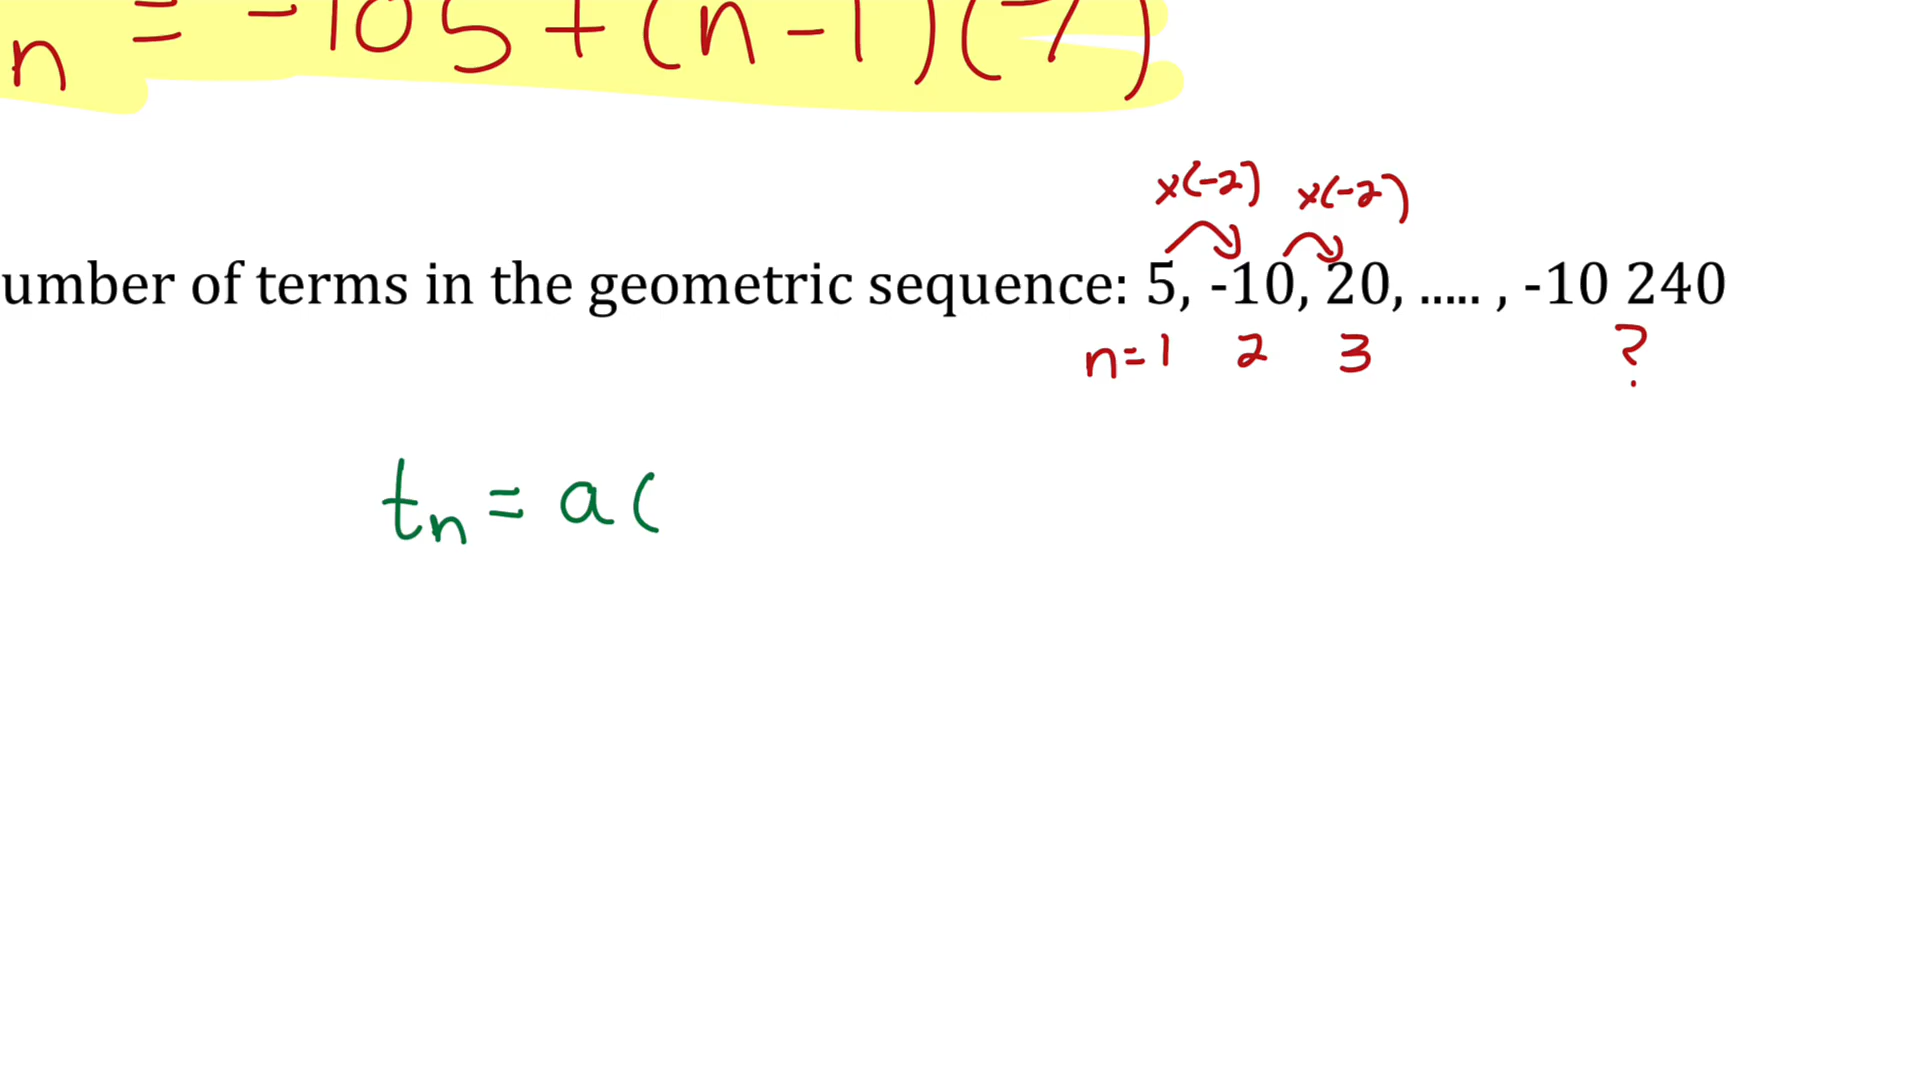 n = -105 + (n-1)(7)
x(-2) x(-2)
umber of terms in the geometric sequence: 5, -10, 20, ..... , -10 240
n=1 2 3 ?
tn = a(